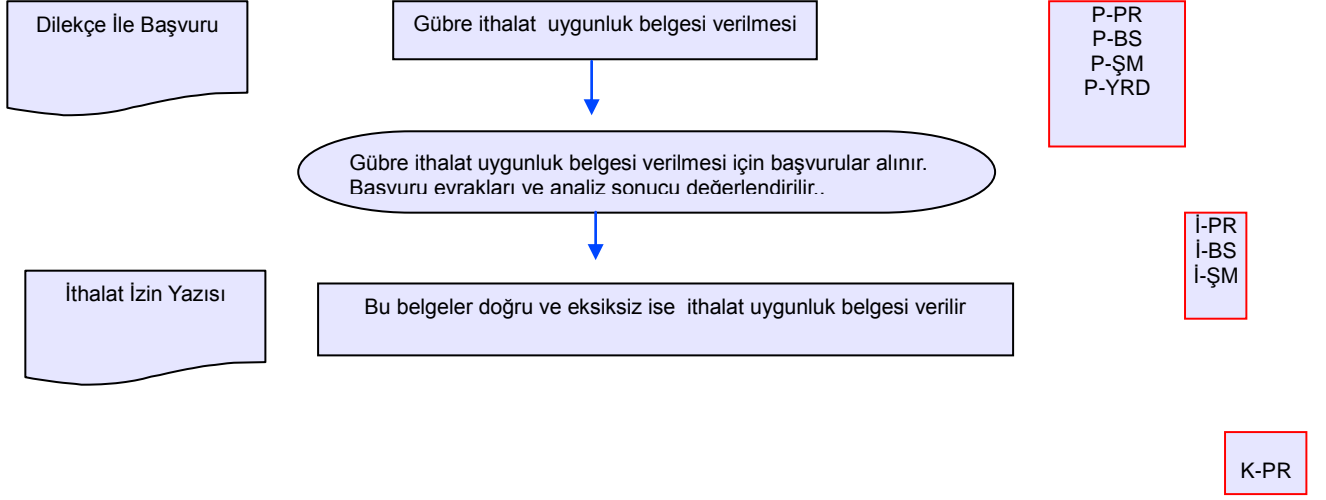 Dilekçe İle Başvuru
Gübre ithalat  uygunluk belgesi verilmesi
P-PR
P-BS
P-ŞM
P-YRD
Gübre ithalat uygunluk belgesi verilmesi için başvurular alınır.
Başvuru evrakları ve analiz sonucu değerlendirilir..
İ-PR
İ-BS
İ-ŞM
İthalat İzin Yazısı
Bu belgeler doğru ve eksiksiz ise  ithalat uygunluk belgesi verilir
K-PR